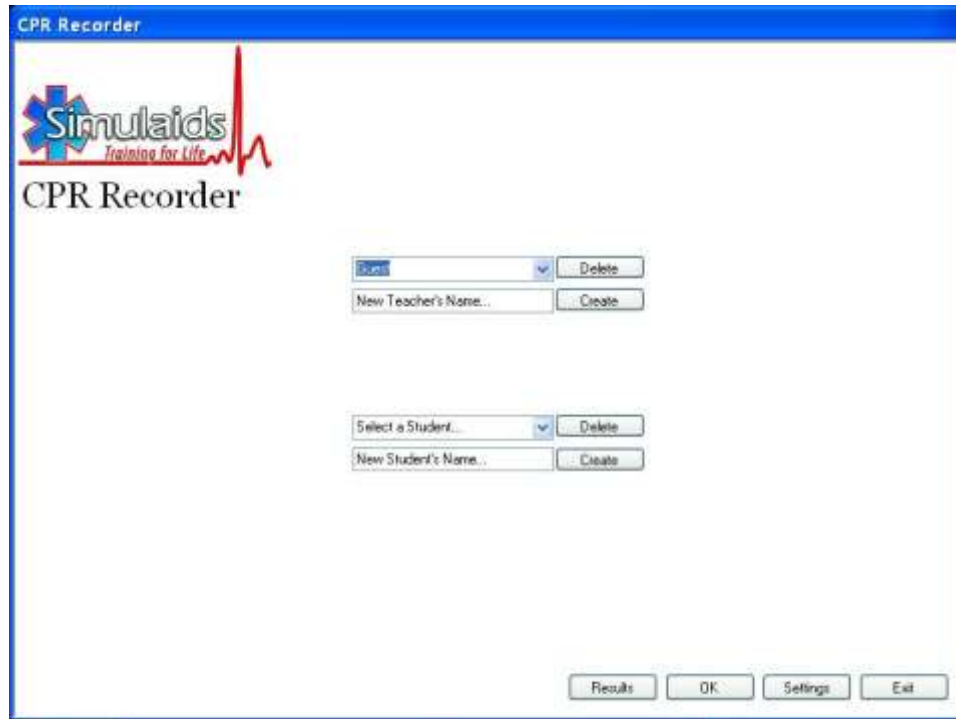 CPR Recorder
Simulaids
Training for Life
CPR Recorder
Guest Delete
New Teacher's Name... Create
Select a Student... Delete
New Student's Name... Create
Results OK Settings Exit